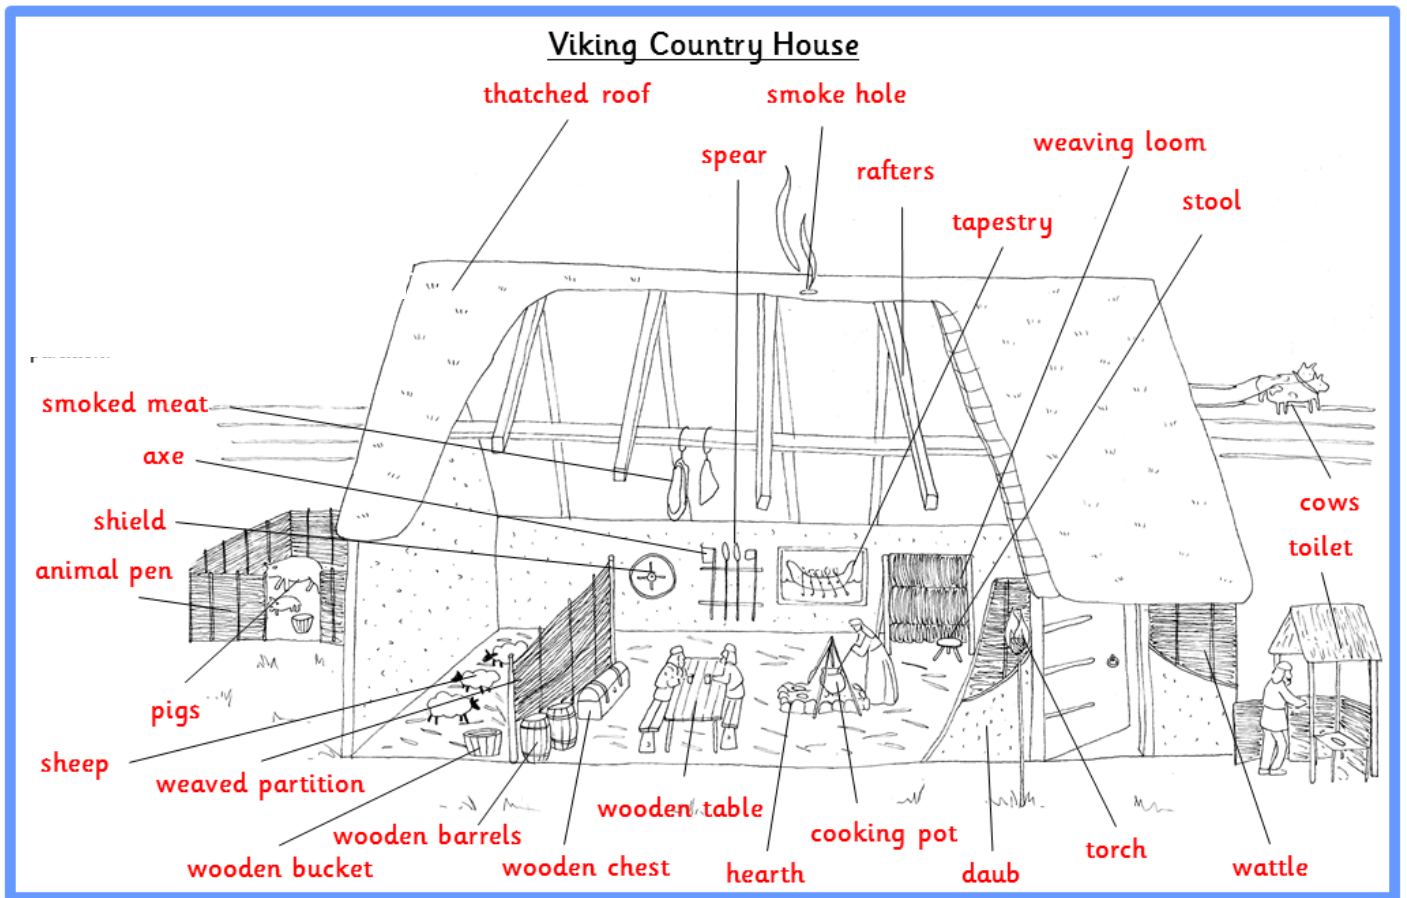 Viking Country House
thatched roof
smoke hole
weaving loom
spear
rafters
stool
tapestry
smoked meat
axe
cows
shield
toilet
animal pen
pigs
sheep
weaved partition
wooden table
wooden barrels
cooking pot
torch
wooden bucket
wooden chest
hearth
daub
wattle